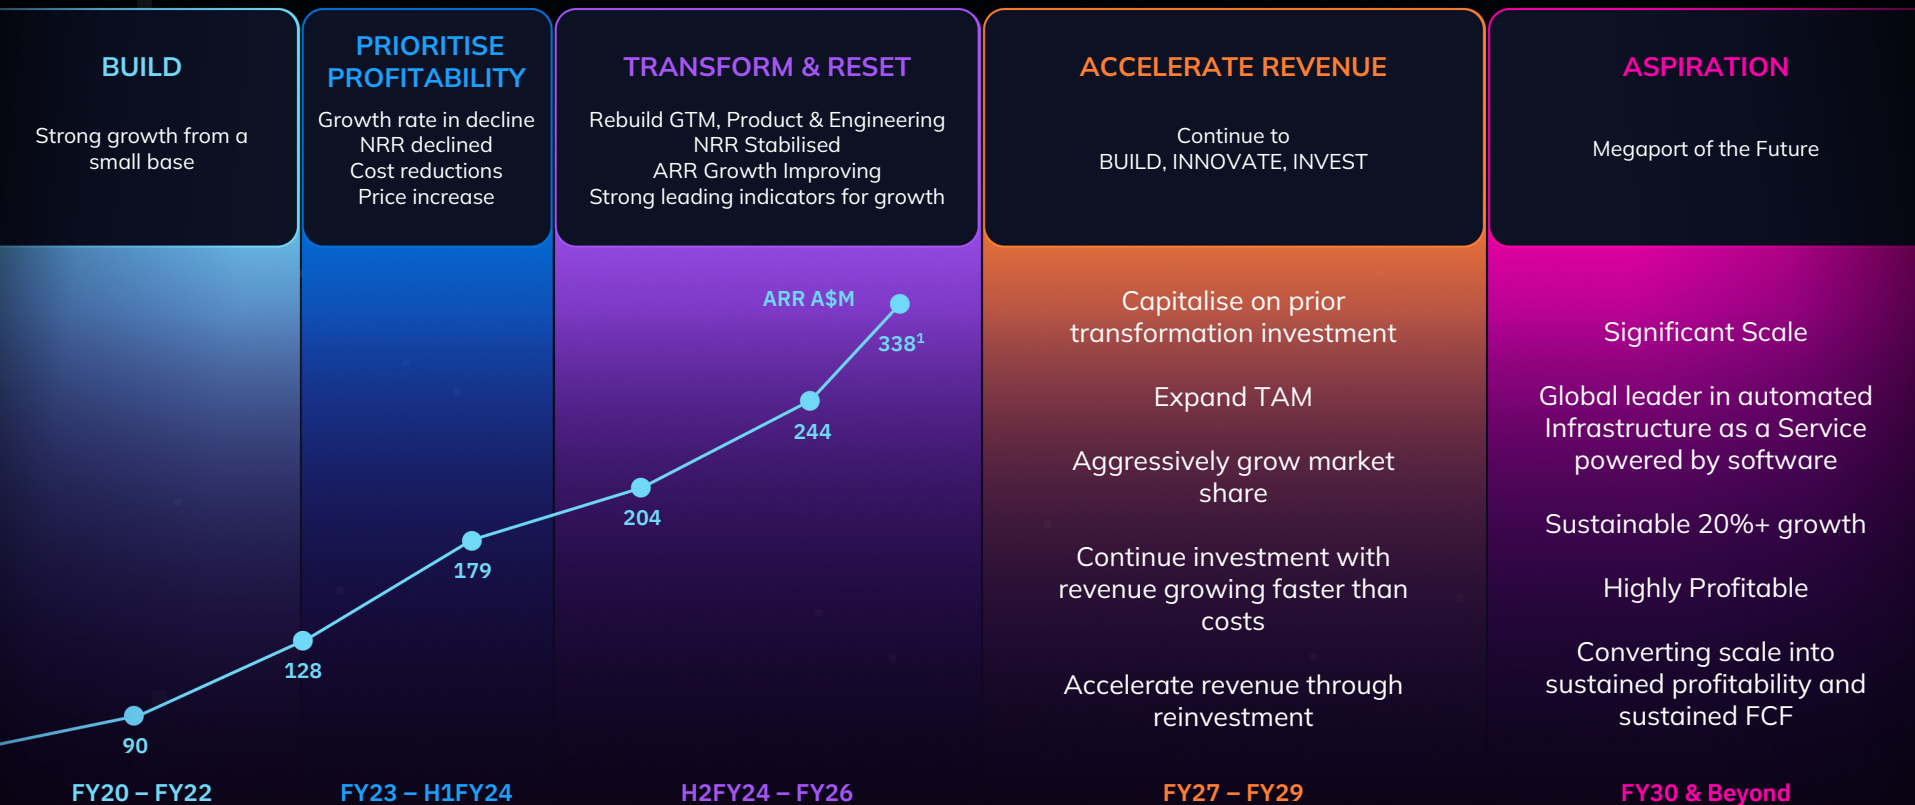 BUILD
Strong growth from a
small base
PRIORITISE
PROFITABILITY
Growth rate in decline
NRR declined
Cost reductions
Price increase
TRANSFORM & RESET
Rebuild GTM, Product & Engineering
NRR Stabilised
ARR Growth Improving
Strong leading indicators for growth
ACCELERATE REVENUE
Continue to
BUILD, INNOVATE, INVEST
ASPIRATION
Megaport of the Future
ARR A$M
90
128
179
204
244
338¹
Capitalise on prior
transformation investment
Expand TAM
Aggressively grow market
share
Continue investment with
revenue growing faster than
costs
Accelerate revenue through
reinvestment
Significant Scale
Global leader in automated
Infrastructure as a Service
powered by software
Sustainable 20%+ growth
Highly Profitable
Converting scale into
sustained profitability and
sustained FCF
FY20 – FY22
FY23 – H1FY24
H2FY24 – FY26
FY27 – FY29
FY30 & Beyond